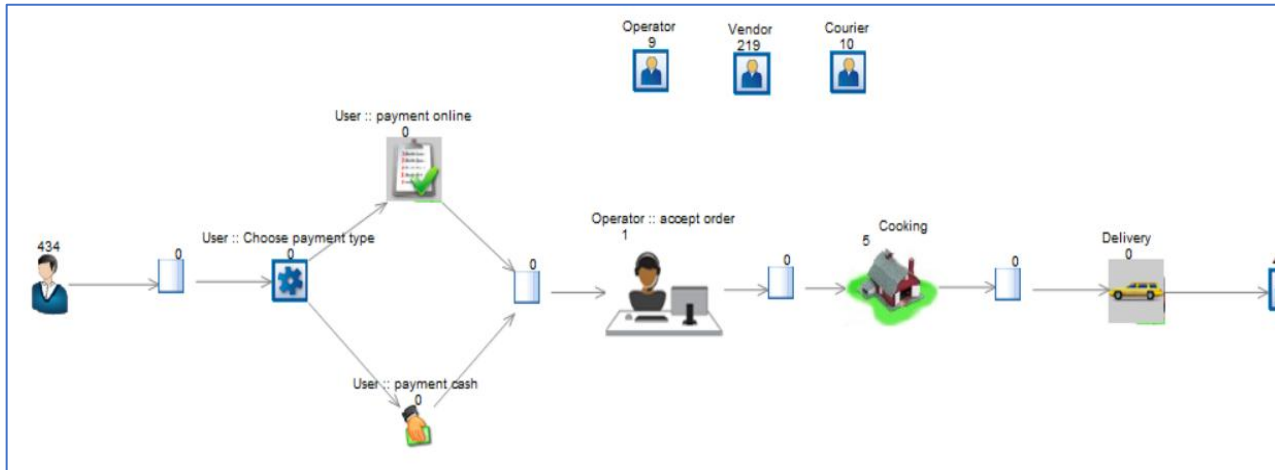 Operator
9
Vendor
219
Courier
10
User :: payment online
0
434
0
User :: Choose payment type
0
0
Operator :: accept order
1
0
Cooking
5
0
Delivery
0
User :: payment cash
0